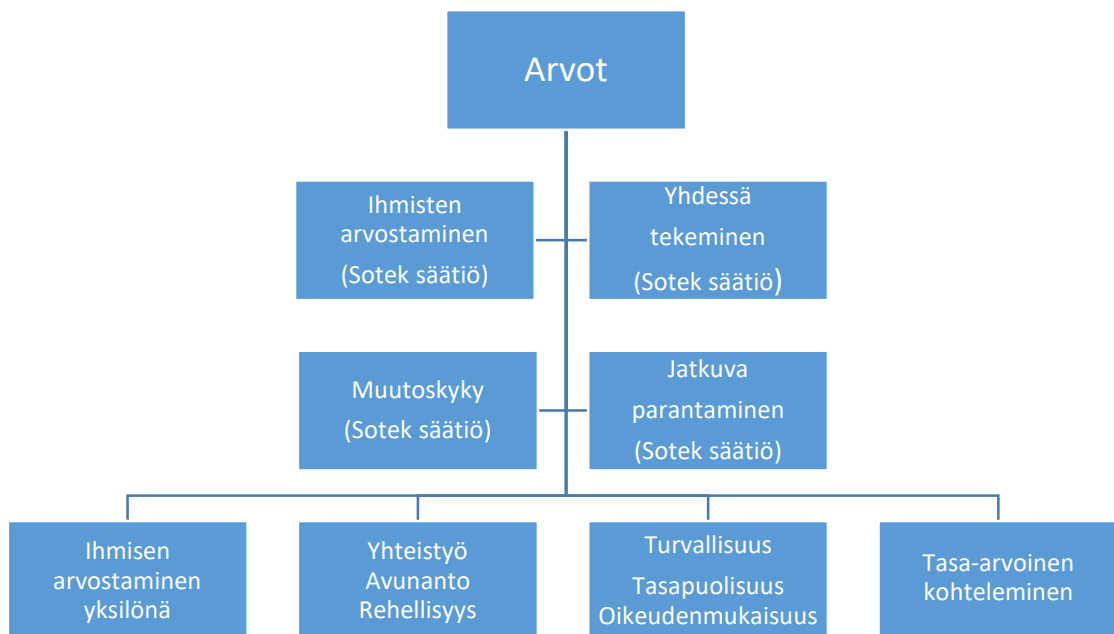 Arvot
Ihmisten
arvostaminen
(Sotek säätiö)
Yhdessä
tekeminen
(Sotek säätiö)
Muutoskyky
(Sotek säätiö)
Jatkuva
parantaminen
(Sotek säätiö)
Ihmisen
arvostaminen
yksilönä
Yhteistyö
Avunanto
Rehellisyys
Turvallisuus
Tasapuolisuus
Oikeudenmukaisuus
Tasa-arvoinen
kohteleminen